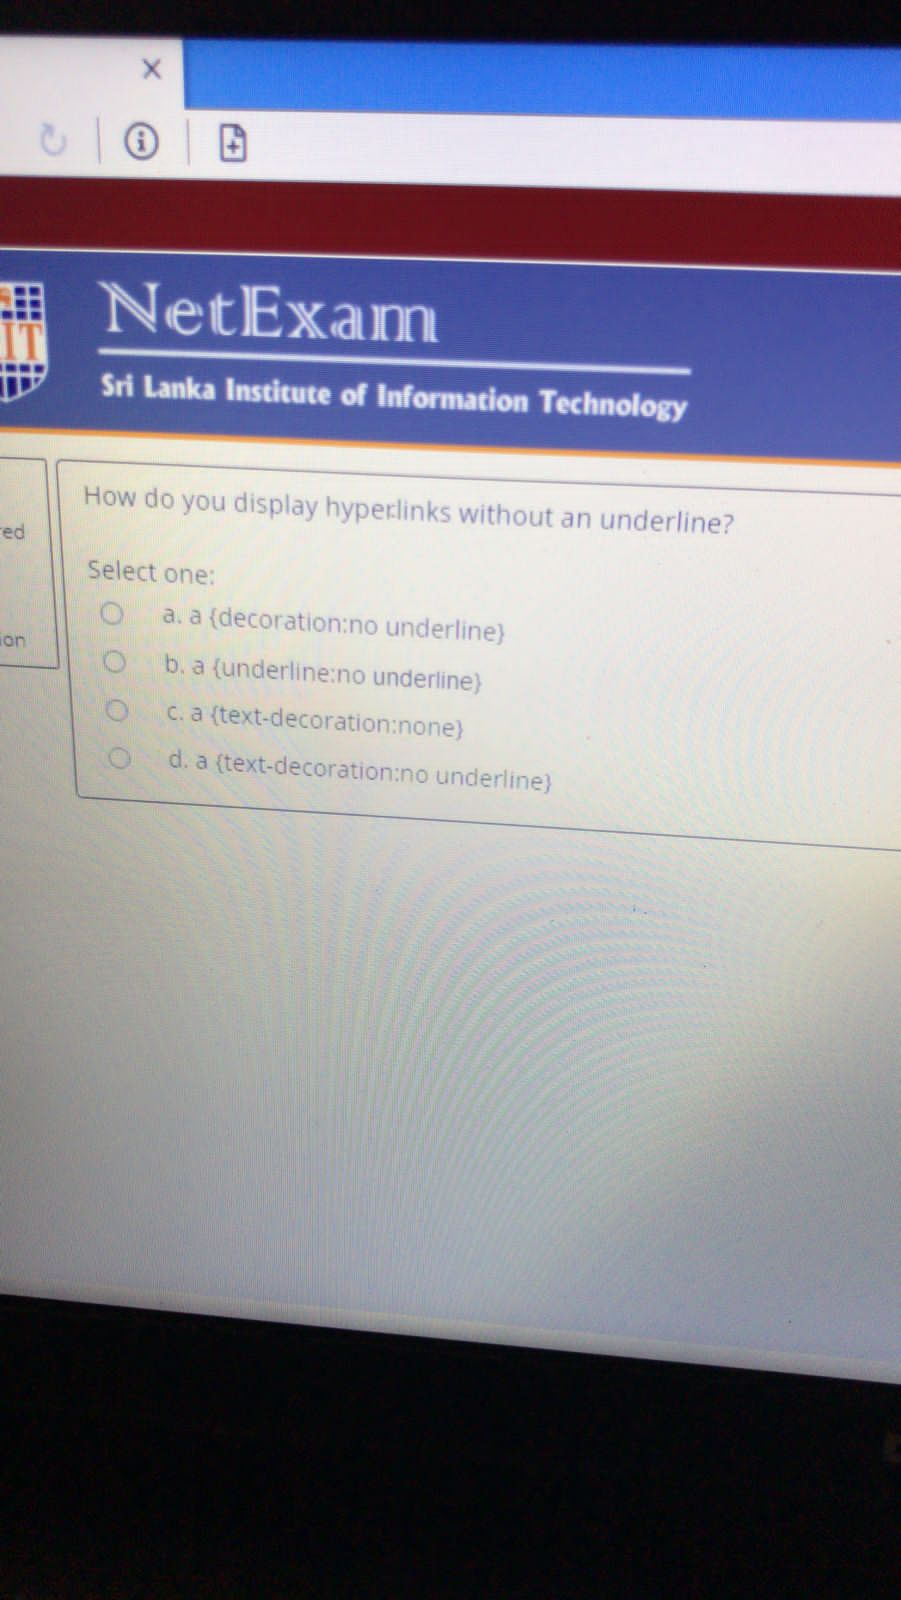 NetExam
IT
Sri Lanka Institute of Information Technology
How do you display hyperlinks without an underline?
Select one:
a. a {decoration:no underline}
b. a {underline:no underline}
c. a {text-decoration:none}
d. a {text-decoration:no underline}
ed
ion